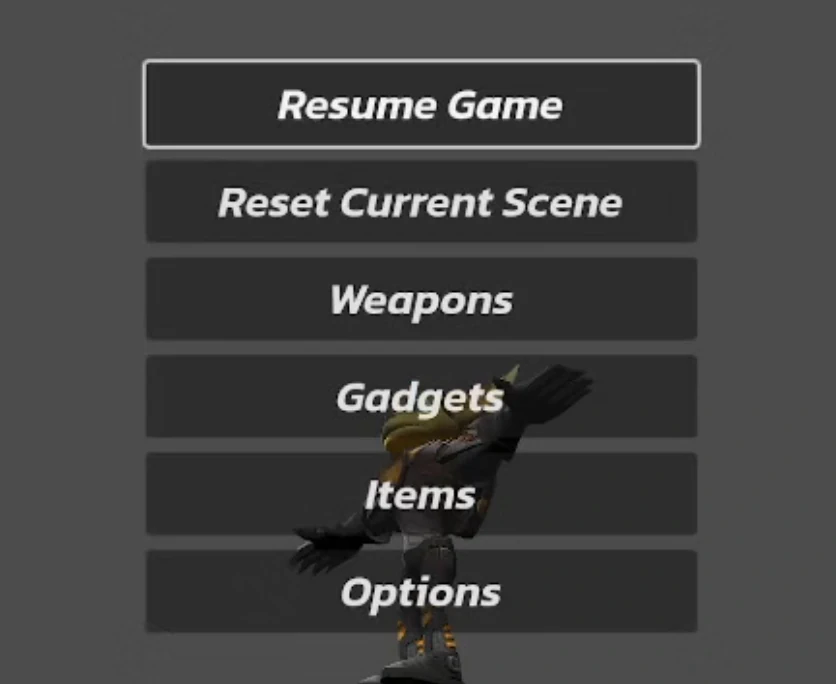 Resume Game
Reset Current Scene
Weapons
Gadgets
Items
Options